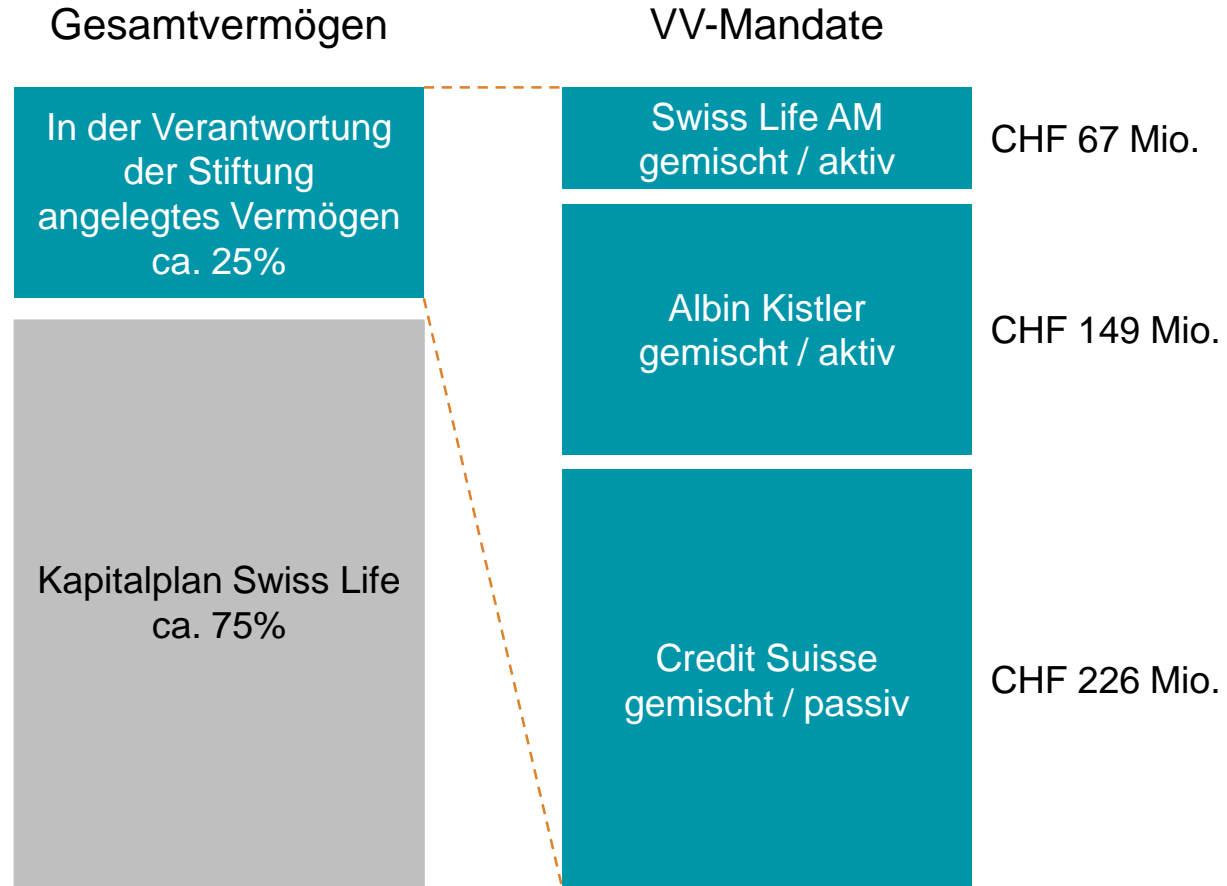 Gesamtvermögen
VV-Mandate
In der Verantwortung
der Stiftung
angelegtes Vermögen
ca. 25%
Kapitalplan Swiss Life
ca. 75%
Swiss Life AM
gemischt / aktiv
CHF 67 Mio.
Albin Kistler
gemischt / aktiv
CHF 149 Mio.
Credit Suisse
gemischt / passiv
CHF 226 Mio.